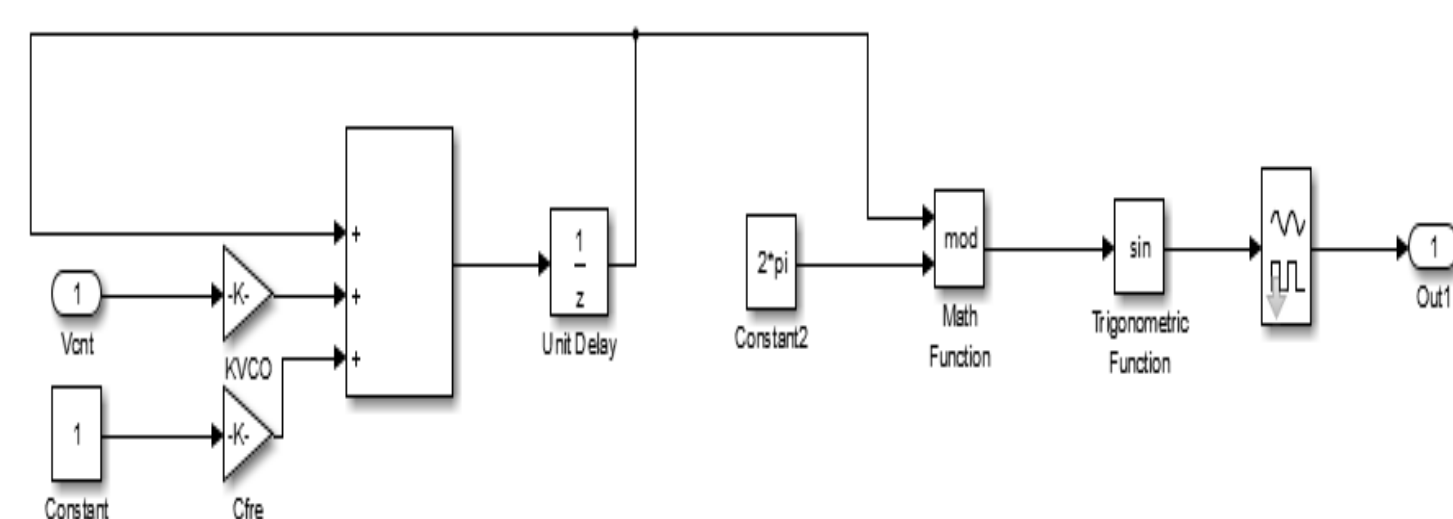 +
1
-K-
+
Vcnt
KVCO
+
1
-K-
Constant
Cfre
1
z
Unit Delay
2*pi
Constant2
mod
Math
Function
sin
Trigonometric
Function
1
Out1